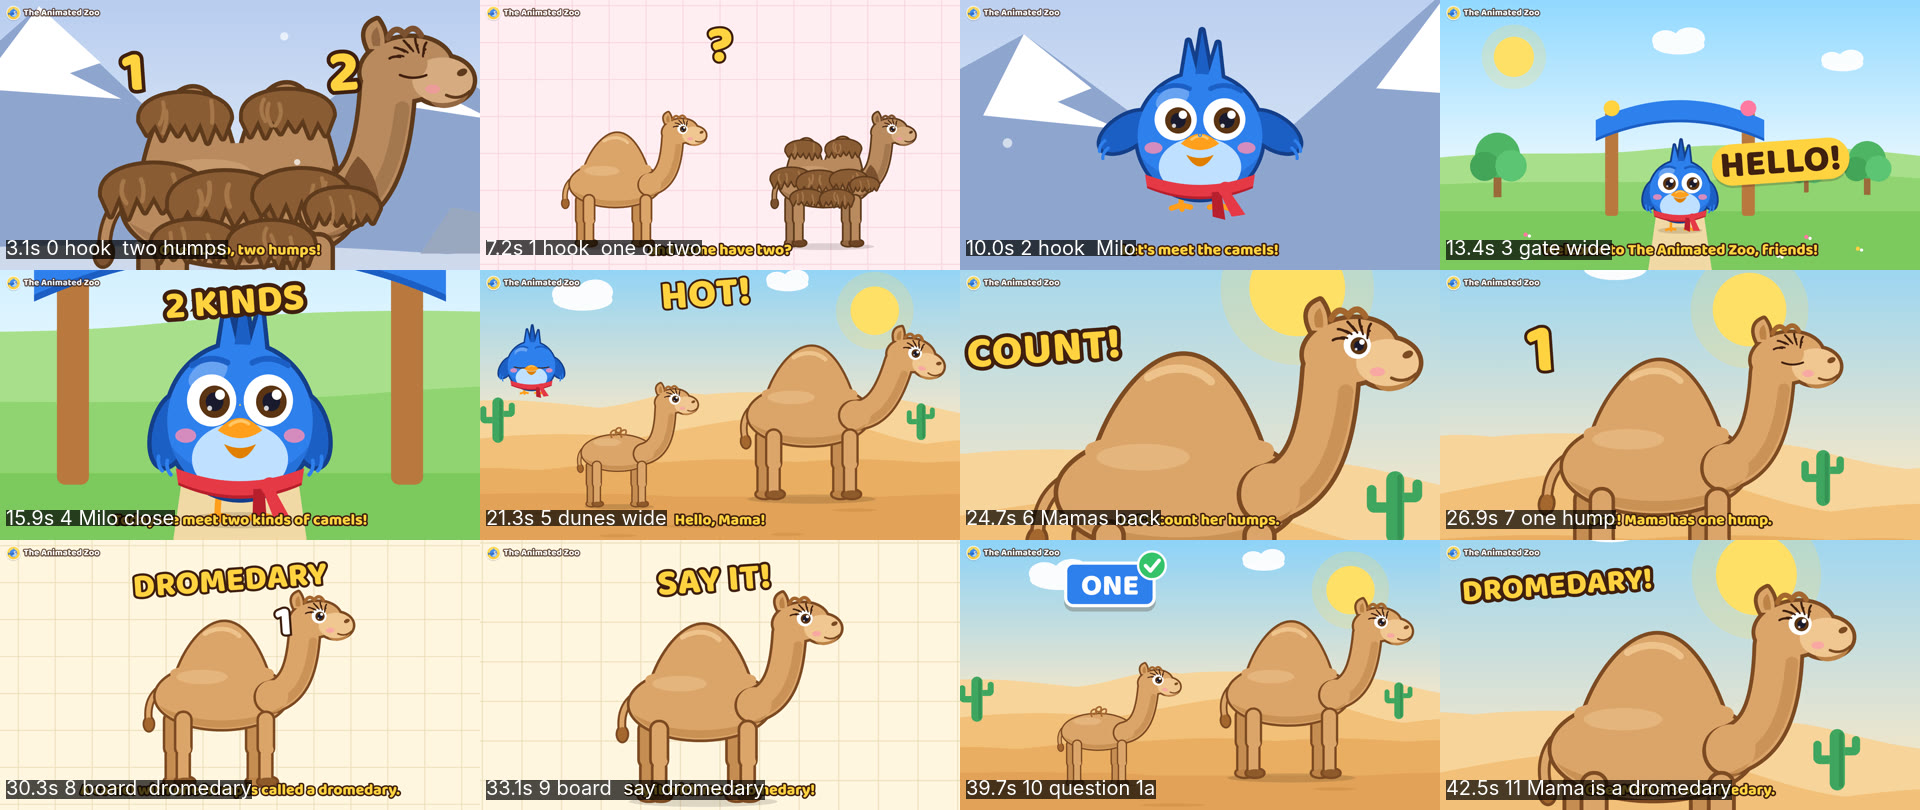 The Animated Zoo
1
2
two humps!
3.1s 0 hook two humps
The Animated Zoo
?
one have two?
7.2s 1 hook one or two
The Animated Zoo
let's meet the camels!
10.0s 2 hook Milo
The Animated Zoo
HELLO!
to The Animated Zoo, friends!
13.4s 3 gate wide
The Animated Zoo
2 KINDS
meet two kinds of camels!
15.9s 4 Milo close
The Animated Zoo
HOT!
Hello, Mama!
21.3s 5 dunes wide
The Animated Zoo
COUNT!
count her humps.
24.7s 6 Mamas back
The Animated Zoo
1
! Mama has one hump.
26.9s 7 one hump
The Animated Zoo
DROMEDARY
1
is called a dromedary.
30.3s 8 board dromedary
The Animated Zoo
SAY IT!
33.1s 9 board say dromedary
The Animated Zoo
ONE
39.7s 10 question 1a
The Animated Zoo
DROMEDARY!
42.5s 11 Mama is a dromedary